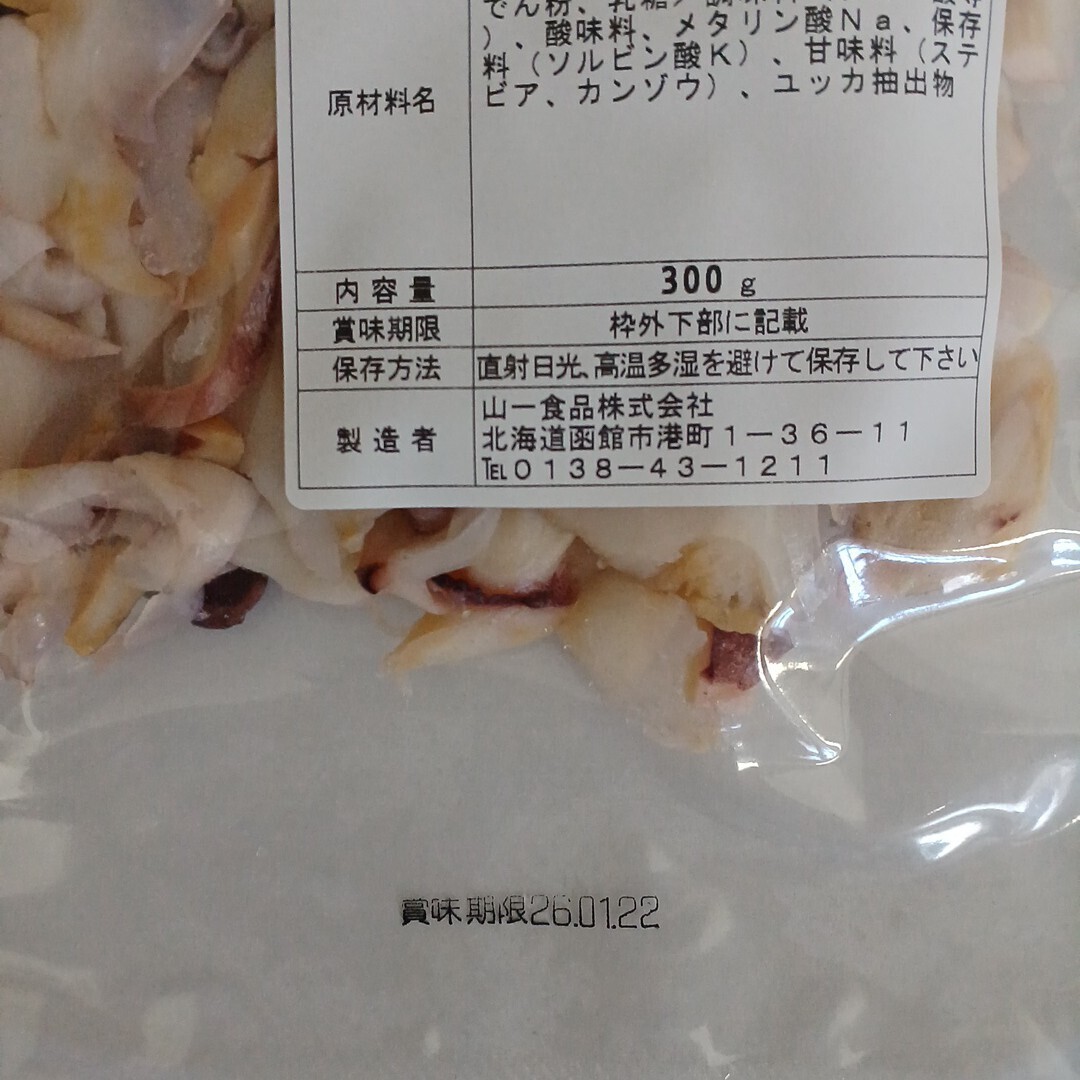 でん粉、乳糖／調味料
)、酸味料、メタリン酸Ｎａ、保存
料（ソルビン酸Ｋ）、甘味料（ステ
ビア、カンゾウ）、ユッカ抽出物
原材料名
内容量 300 g
賞味期限 枠外下部に記載
保存方法 直射日光、高温多湿を避けて保存して下さい
製造者 山一食品株式会社
北海道函館市港町１－３６－１１
℡０１３８－４３－１２１１
賞味期限26.01.22